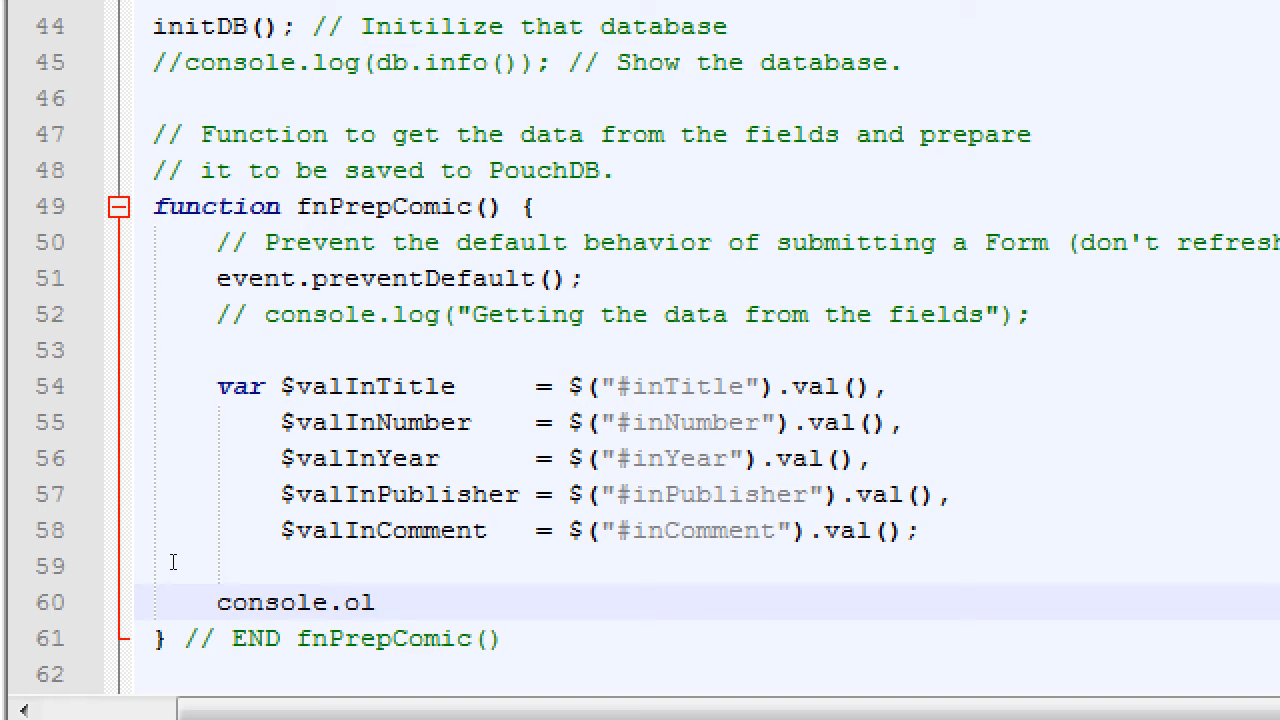 44 initDB(); // Initilize that database
45 //console.log(db.info()); // Show the database.
46
47 // Function to get the data from the fields and prepare
48 // it to be saved to PouchDB.
49 function fnPrepComic() {
50 // Prevent the default behavior of submitting a Form (don't refresh
51 event.preventDefault();
52 // console.log("Getting the data from the fields");
53
54 var $valInTitle = $("#inTitle").val(),
55 $valInNumber = $("#inNumber").val(),
56 $valInYear = $("#inYear").val(),
57 $valInPublisher = $("#inPublisher").val(),
58 $valInComment = $("#inComment").val();
59
60 console.ol
61 } // END fnPrepComic()
62